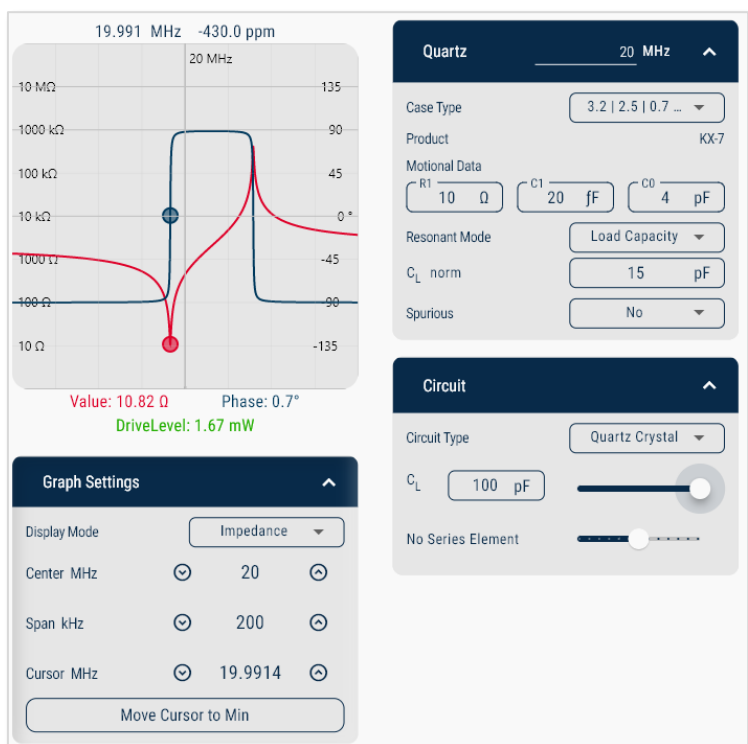 19.991 MHz -430.0 ppm
20 MHz
10 MΩ 135
1000 kΩ 90
100 kΩ 45
10 kΩ 0 °
1000 Ω -45
100 Ω -90
10 Ω -135
Value: 10.82 Ω Phase: 0.7°
DriveLevel: 1.67 mW
Graph Settings
Display Mode Impedance
Center MHz 20
Span kHz 200
Cursor MHz 19.9914
Move Cursor to Min
Quartz 20 MHz
Case Type 3.2 | 2.5 | 0.7 ...
Product KX-7
Motional Data
R1 C1 C0
10 Ω 20 ƒF 4 pF
Resonant Mode Load Capacity
CL norm 15 pF
Spurious No
Circuit
Circuit Type Quartz Crystal
CL 100 pF
No Series Element